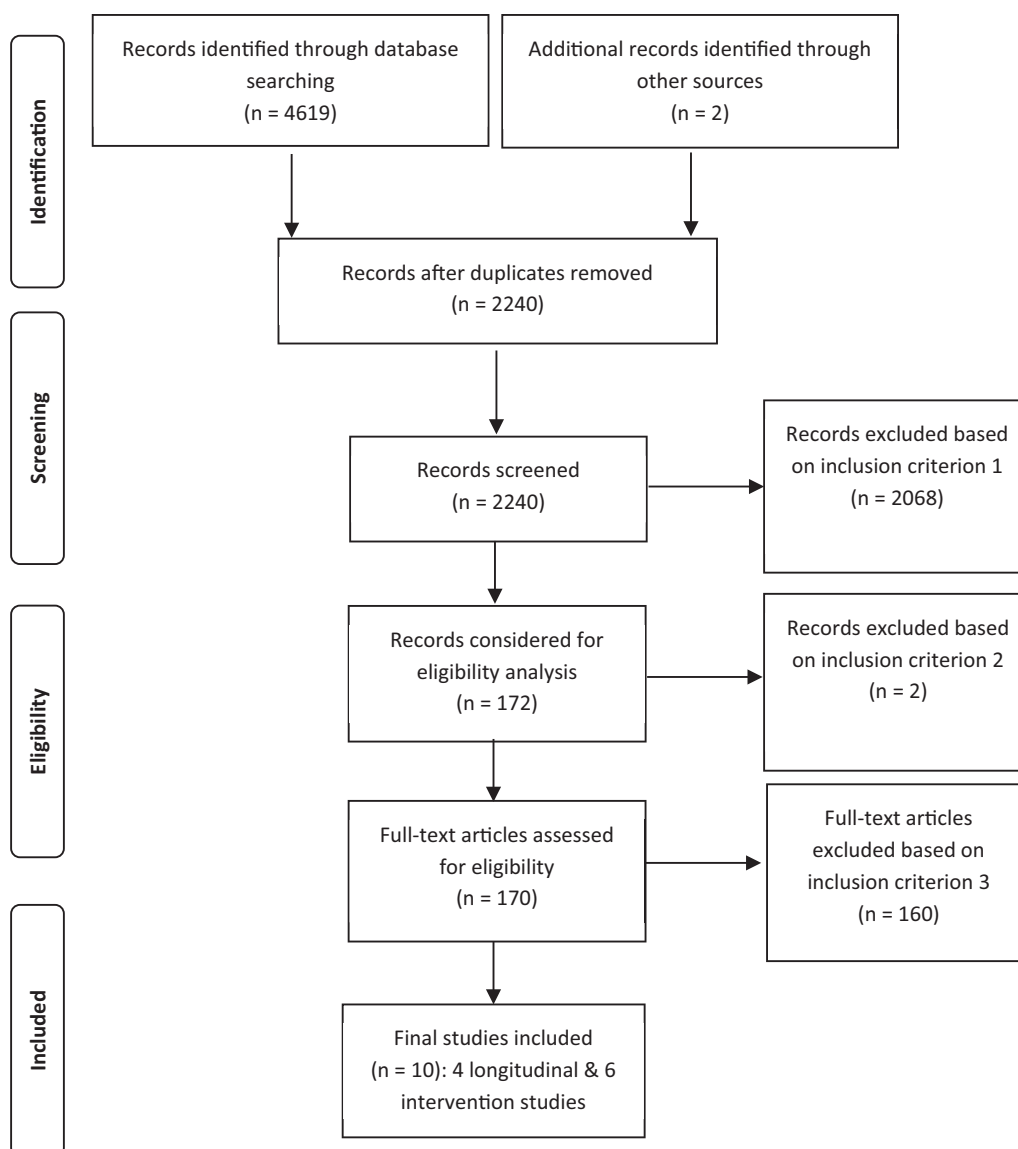 Identification
Records identified through database
searching
(n = 4619)
Additional records identified through
other sources
(n = 2)
Records after duplicates removed
(n = 2240)
Screening
Records screened
(n = 2240)
Records excluded based
on inclusion criterion 1
(n = 2068)
Eligibility
Records considered for
eligibility analysis
(n = 172)
Records excluded based
on inclusion criterion 2
(n = 2)
Full-text articles assessed
for eligibility
(n = 170)
Full-text articles
excluded based on
inclusion criterion 3
(n = 160)
Included
Final studies included
(n = 10): 4 longitudinal & 6
intervention studies